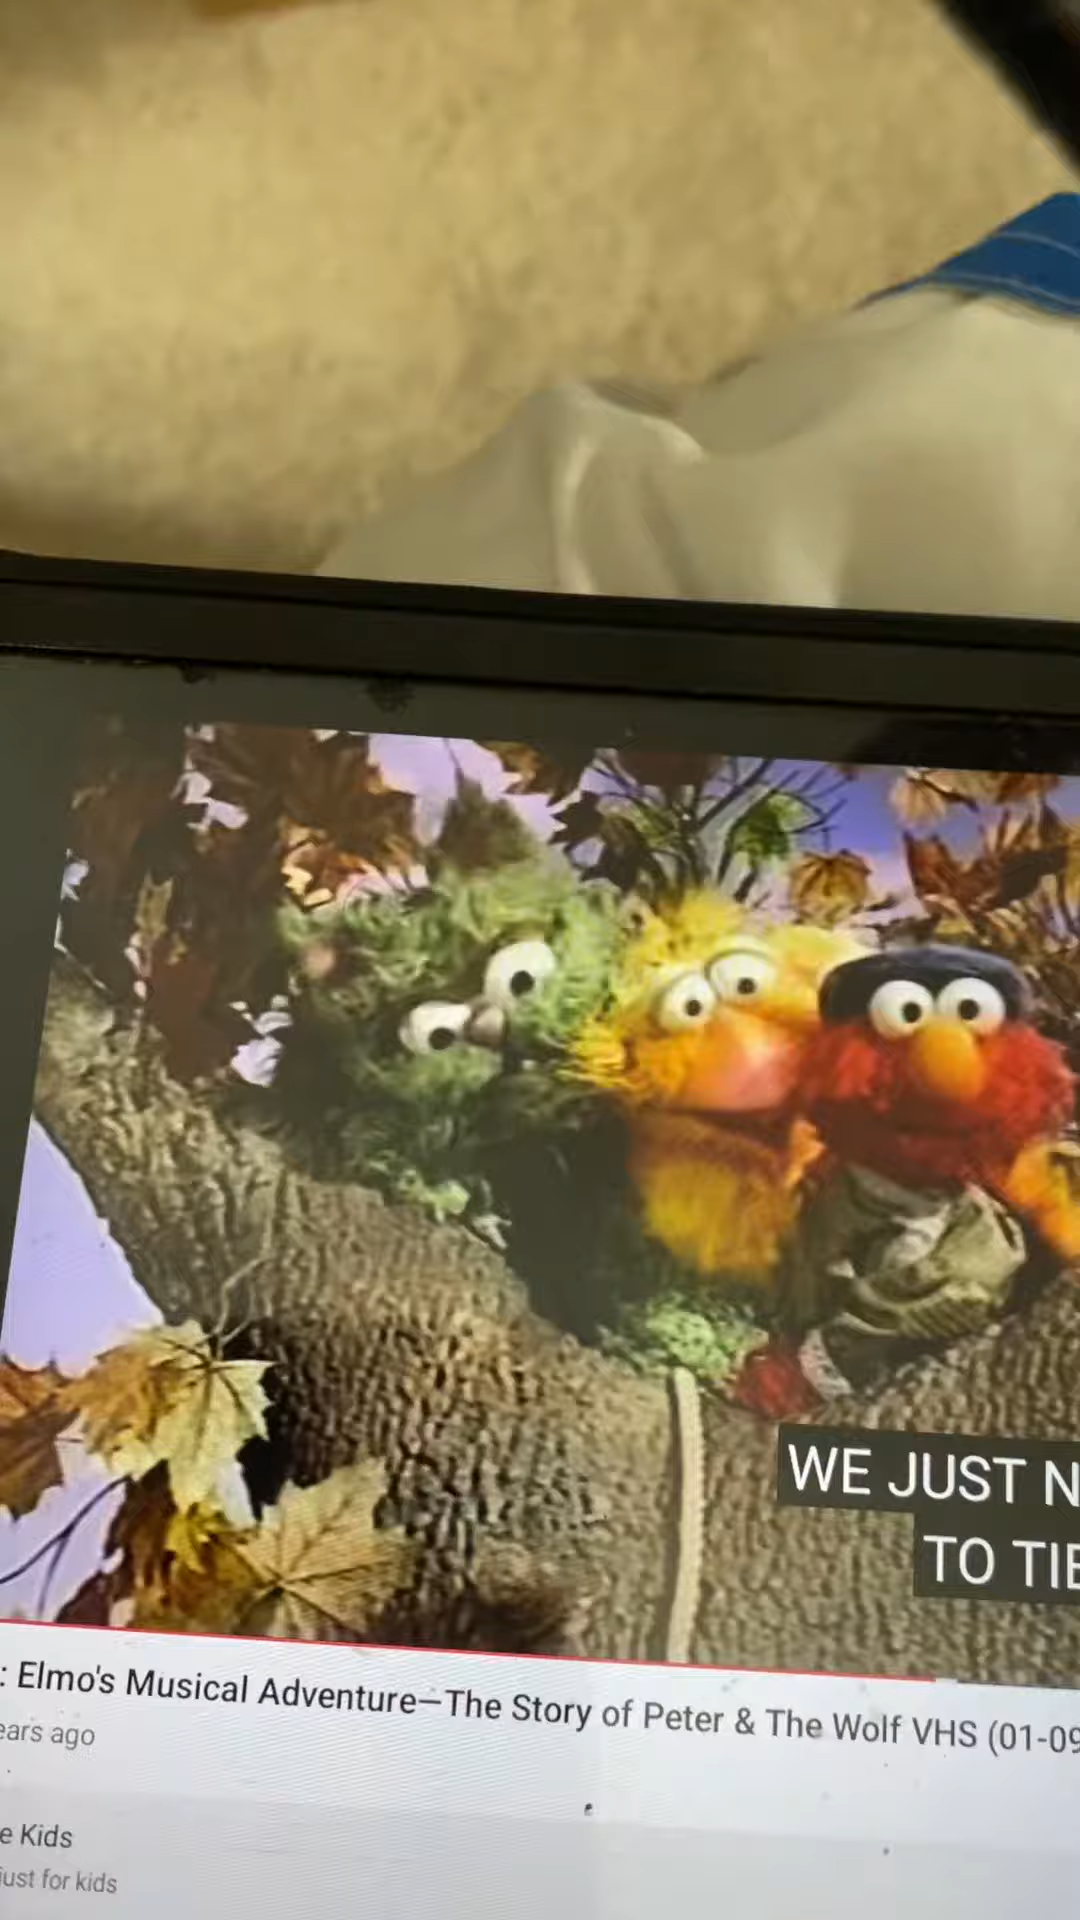 WE JUST N
TO TIE
: Elmo's Musical Adventure—The Story of Peter & The Wolf VHS (01-09
ears ago
e Kids
just for kids